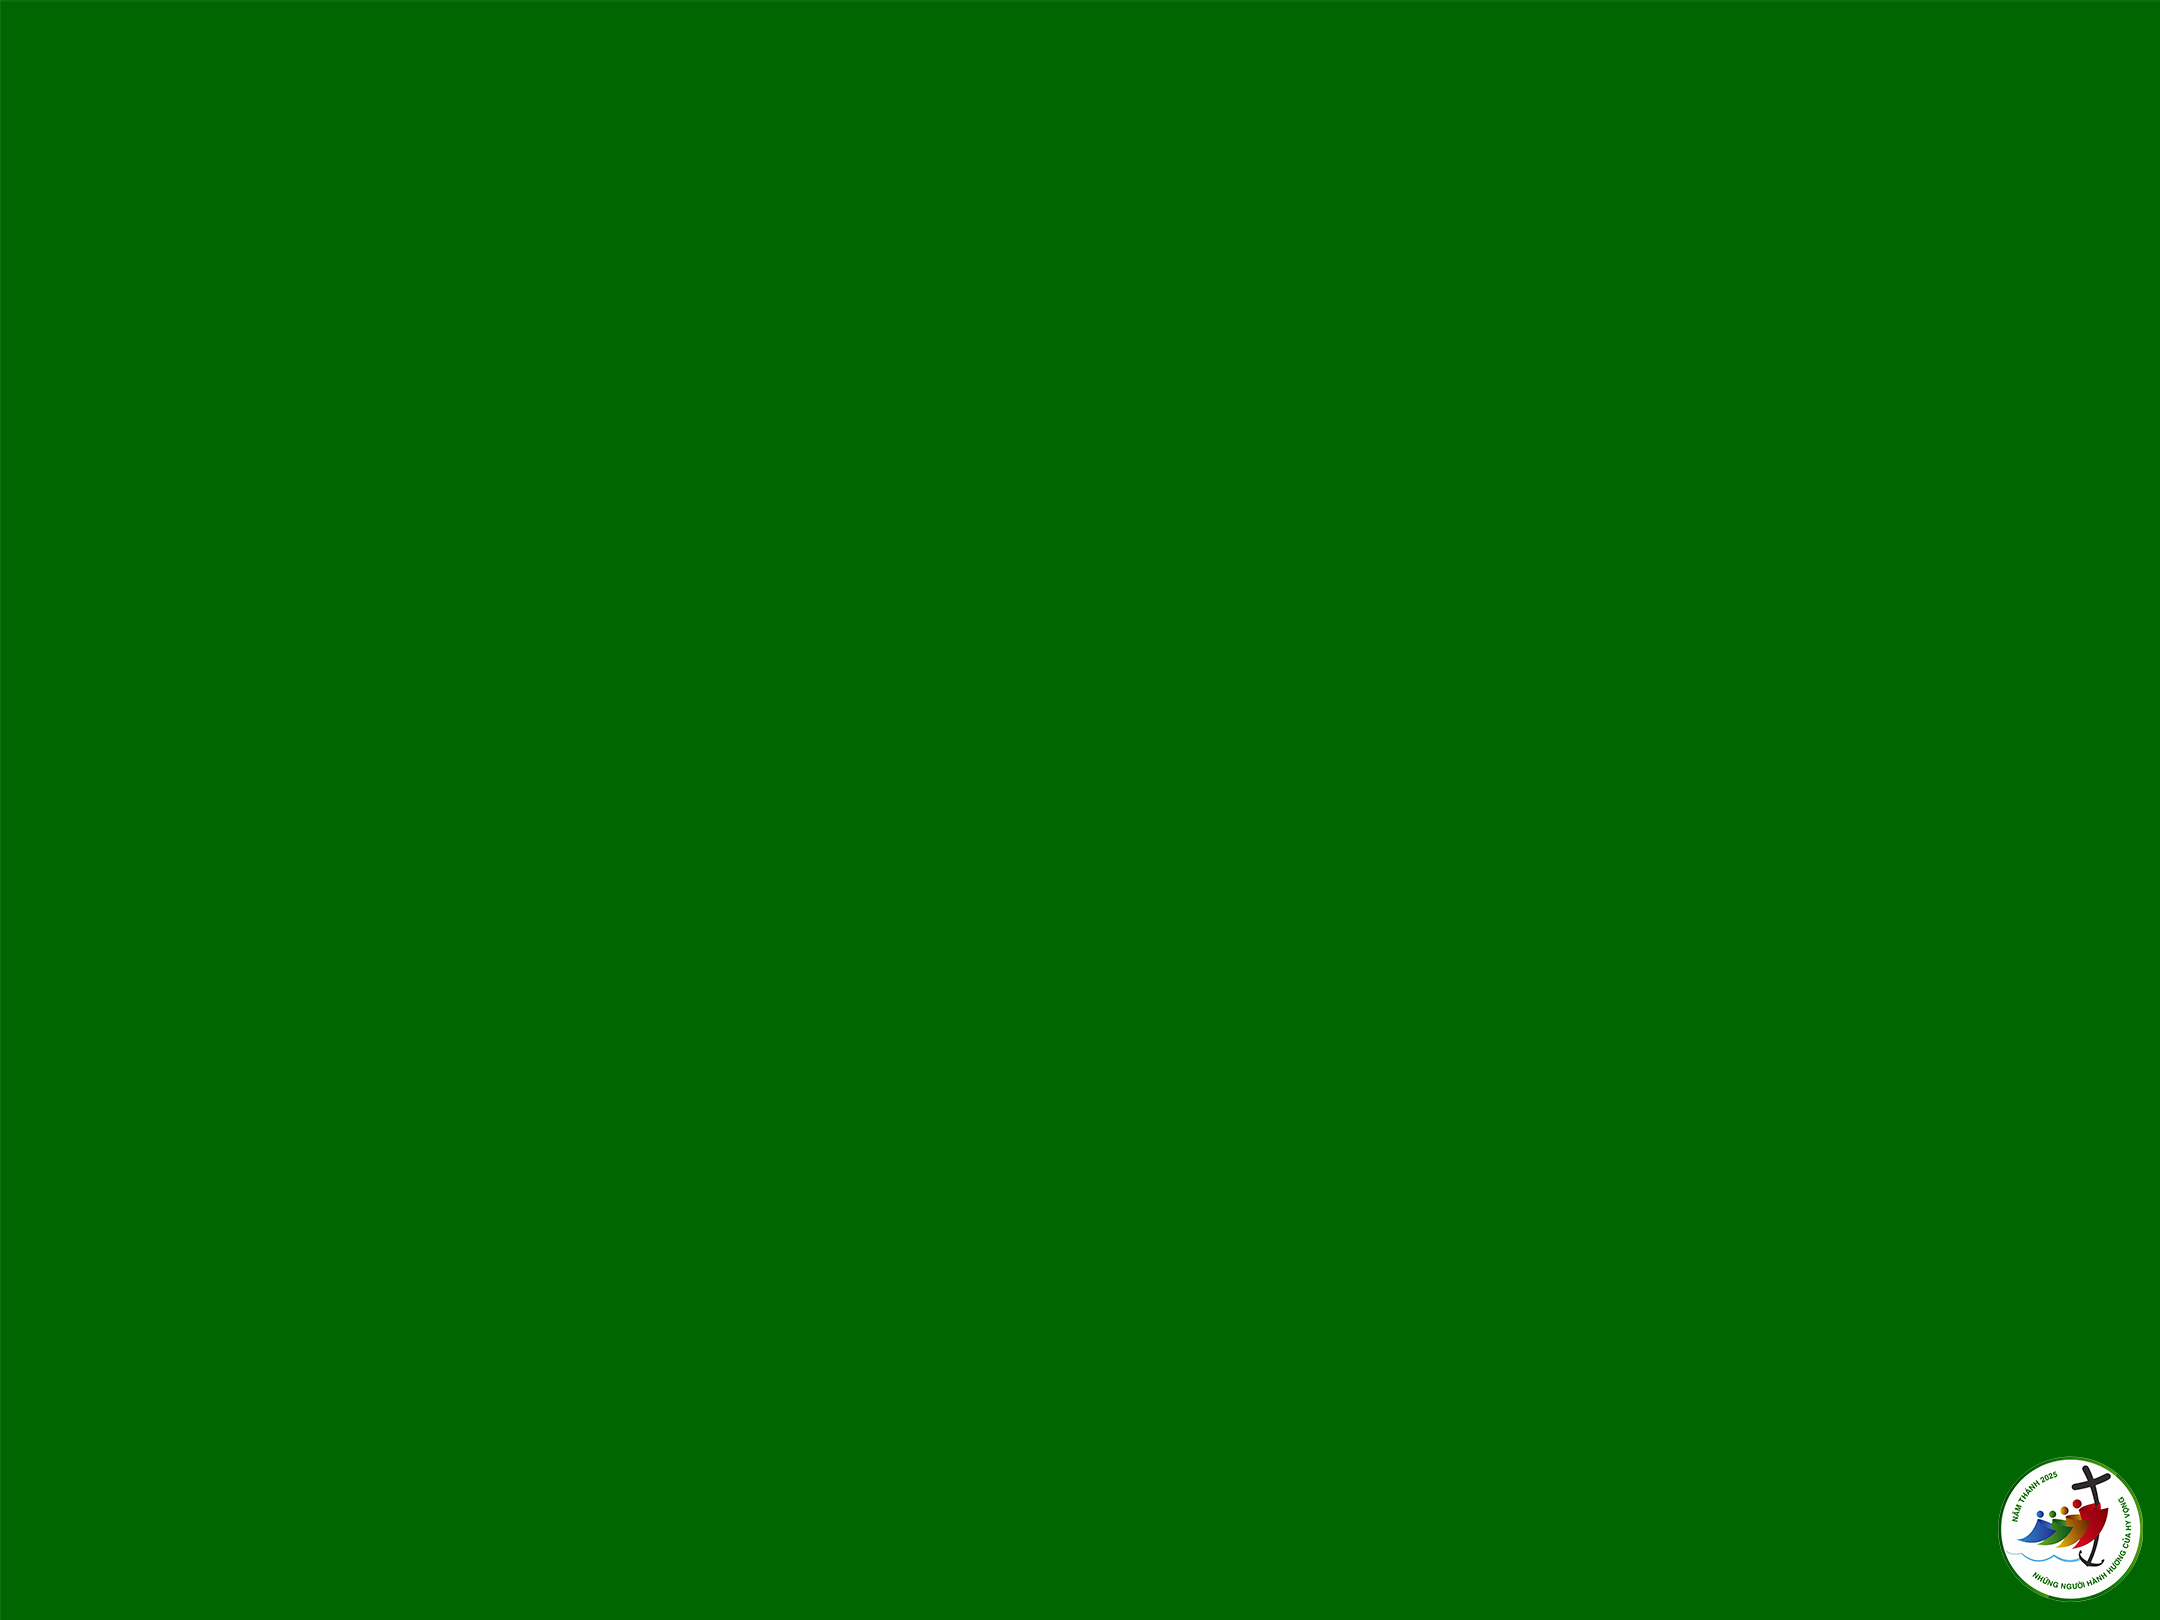 NĂM THÁNH 2025
NHỮNG NGƯỜI HÀNH HƯƠNG CỦA HY VỌNG